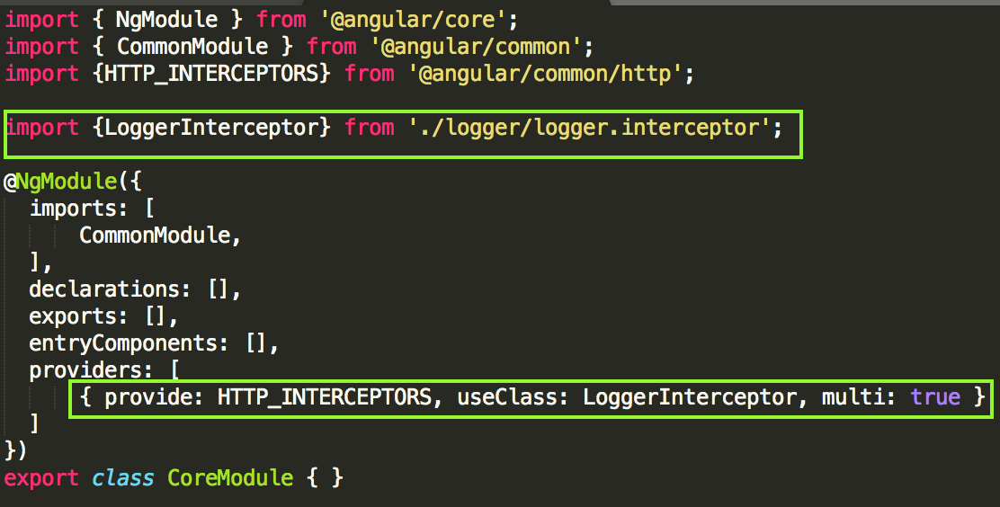 import { NgModule } from '@angular/core';
import { CommonModule } from '@angular/common';
import {HTTP_INTERCEPTORS} from '@angular/common/http';
import {LoggerInterceptor} from './logger/logger.interceptor';
@NgModule({
imports: [
CommonModule,
],
declarations: [],
exports: [],
entryComponents: [],
providers: [
{ provide: HTTP_INTERCEPTORS, useClass: LoggerInterceptor, multi: true }
]
})
export class CoreModule { }